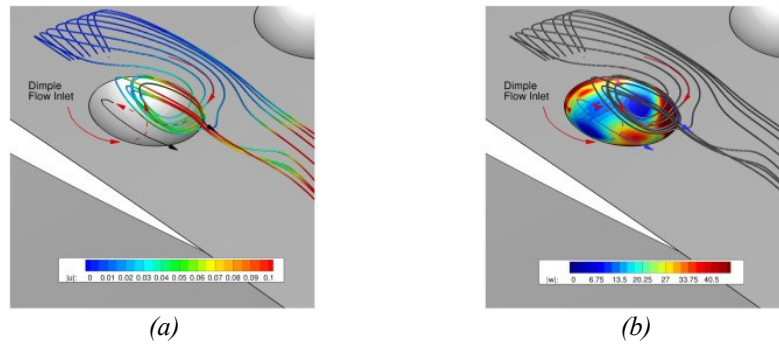 Dimple
Flow Inlet
|u|: 0 0.01 0.02 0.03 0.04 0.05 0.06 0.07 0.08 0.09 0.1
(a)
Dimple
Flow Inlet
|w|: 0 6.75 13.5 20.25 27 33.75 40.5
(b)